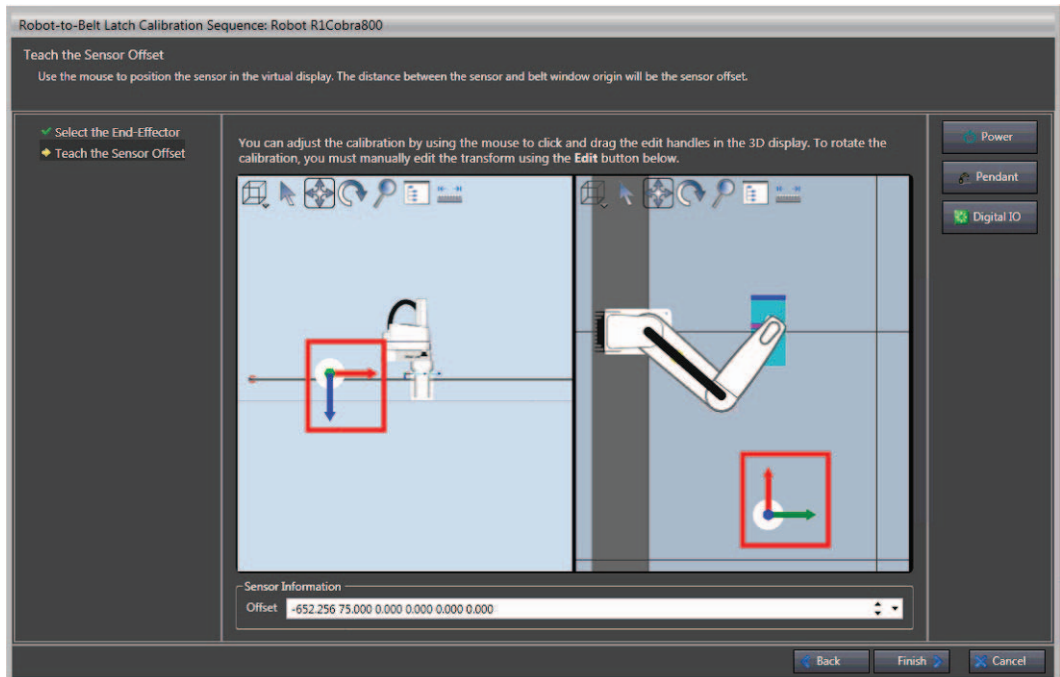 Robot-to-Belt Latch Calibration Sequence: Robot R1Cobra800
Teach the Sensor Offset
Use the mouse to position the sensor in the virtual display. The distance between the sensor and belt window origin will be the sensor offset.
Select the End-Effector
Teach the Sensor Offset
You can adjust the calibration by using the mouse to click and drag the edit handles in the 3D display. To rotate the
calibration, you must manually edit the transform using the Edit button below.
Power
Pendant
Digital IO
Sensor Information
Offset -652.256 75.000 0.000 0.000 0.000 0.000
Back Finish Cancel